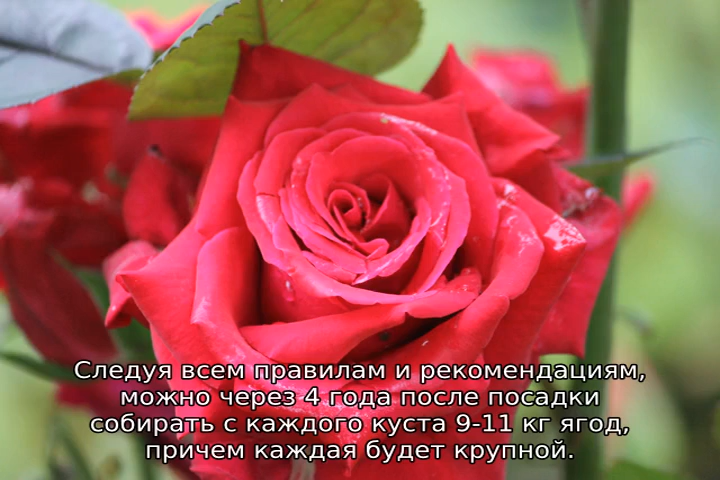 Следуя всем правилам и рекомендациям,
можно через 4 года после посадки
собирать с каждого куста 9-11 кг ягод,
причем каждая будет крупной.